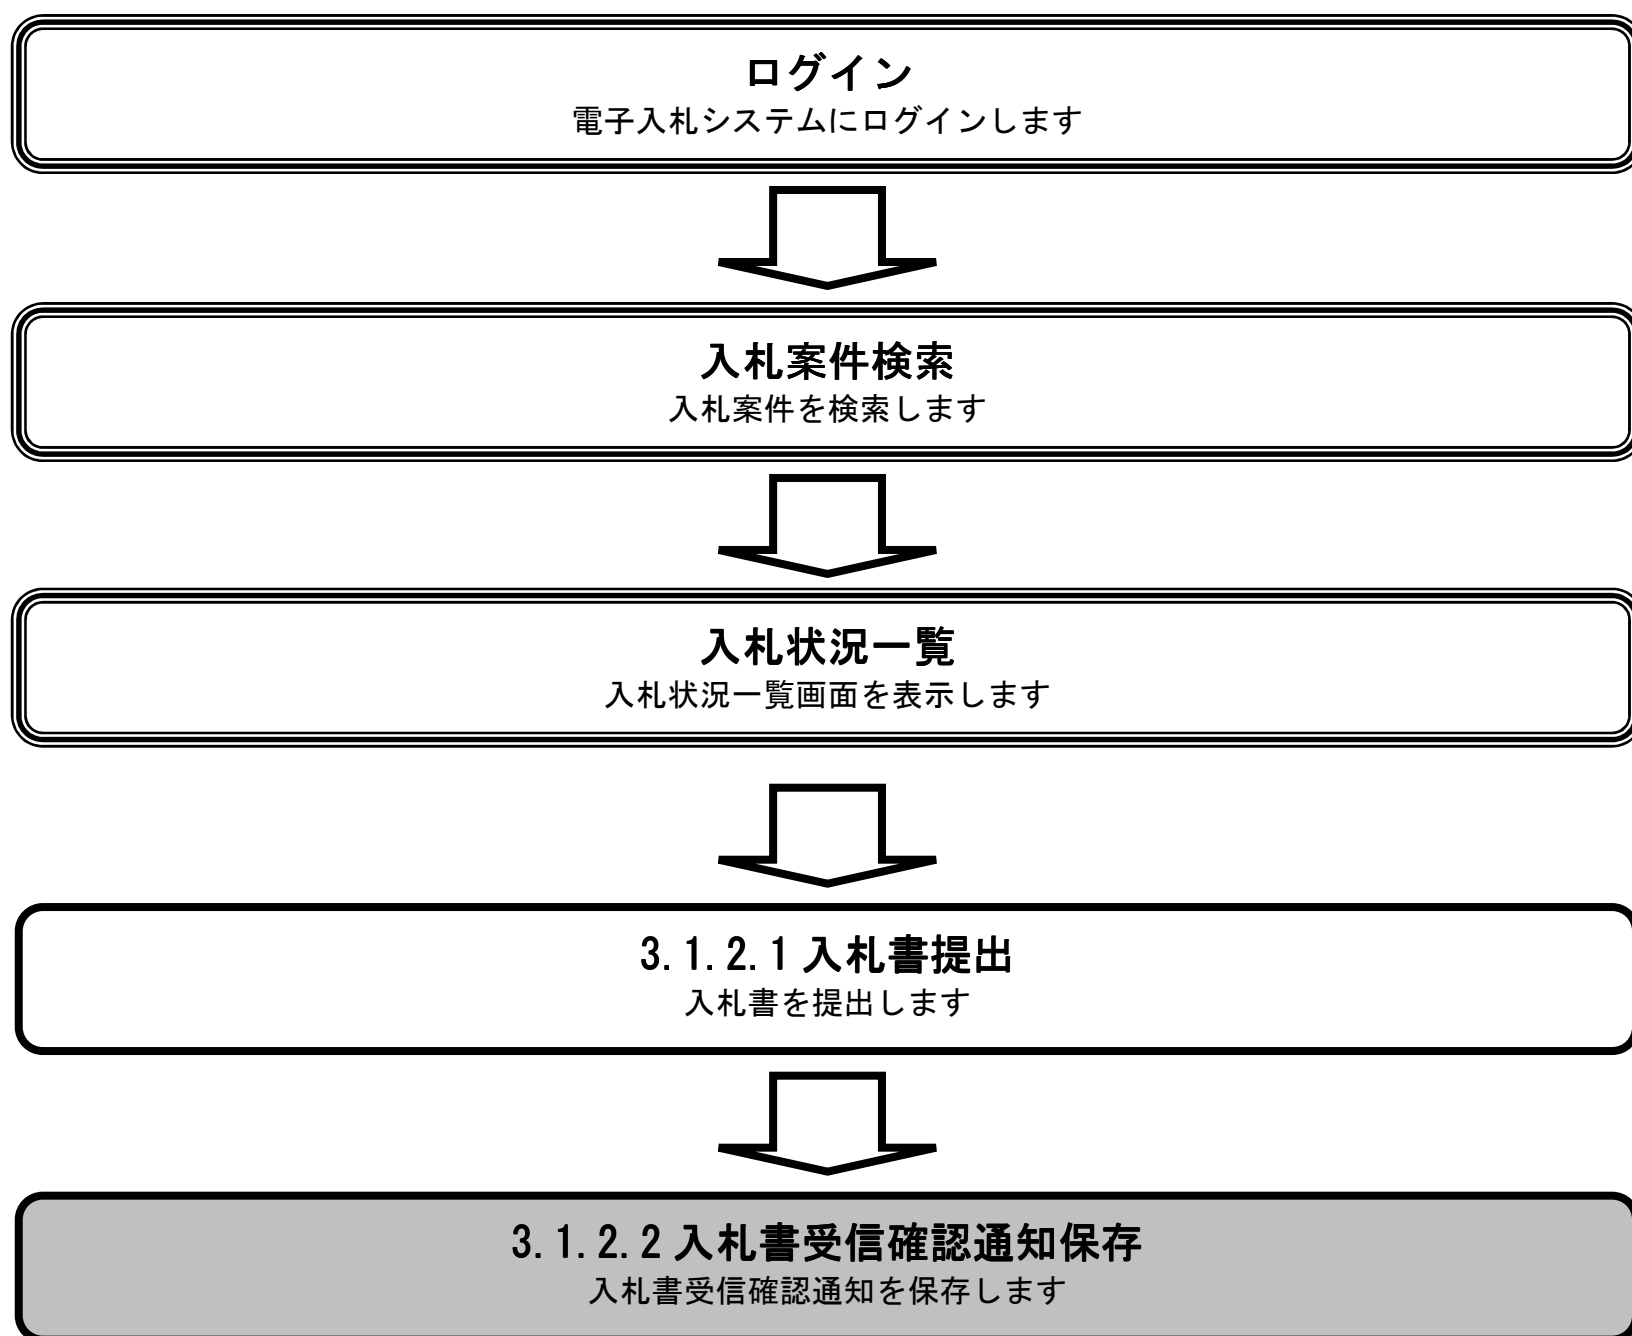 ログイン
電子入札システムにログインします
入札案件検索
入札案件を検索します
入札状況一覧
入札状況一覧画面を表示します
3.1.2.1入札書提出
入札書を提出します
3.1.2.2入札書受信確認通知保存
入札書受信確認通知を保存します